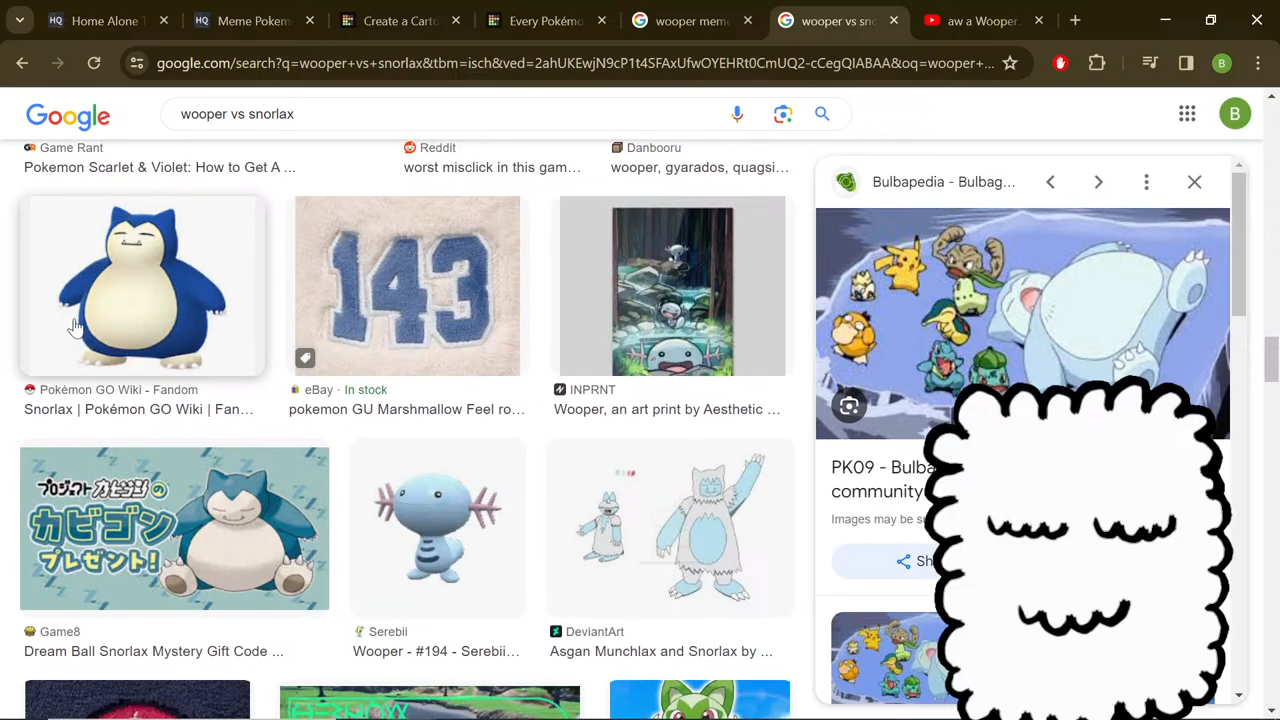 Home Alone T
Meme Pokem
Create a Carto
Every Pokémo
wooper meme
wooper vs sno
aw a Wooper.
google.com/search?q=wooper+vs+snorlax&tbm=isch&ved=2ahUKEwjN9cP1t4SFAxUfwOYEHRt0CmUQ2-cCegQIABAA&oq=wooper+...
B
Google
wooper vs snorlax
B
Game Rant
Pokemon Scarlet & Violet: How to Get A ...
Reddit
worst misclick in this gam...
Danbooru
wooper, gyarados, quagsi...
Bulbapedia - Bulbag...
143
Pokémon GO Wiki - Fandom
Snorlax | Pokémon GO Wiki | Fan...
eBay · In stock
pokemon GU Marshmallow Feel ro...
INPRNT
Wooper, an art print by Aesthetic ...
PK09 - Bulba
community
Images may be su
Sh
プロジェクトカビゴンの
カビゴン
プレゼント!
Game8
Dream Ball Snorlax Mystery Gift Code ...
Serebii
Wooper - #194 - Serebii...
DeviantArt
Asgan Munchlax and Snorlax by ...